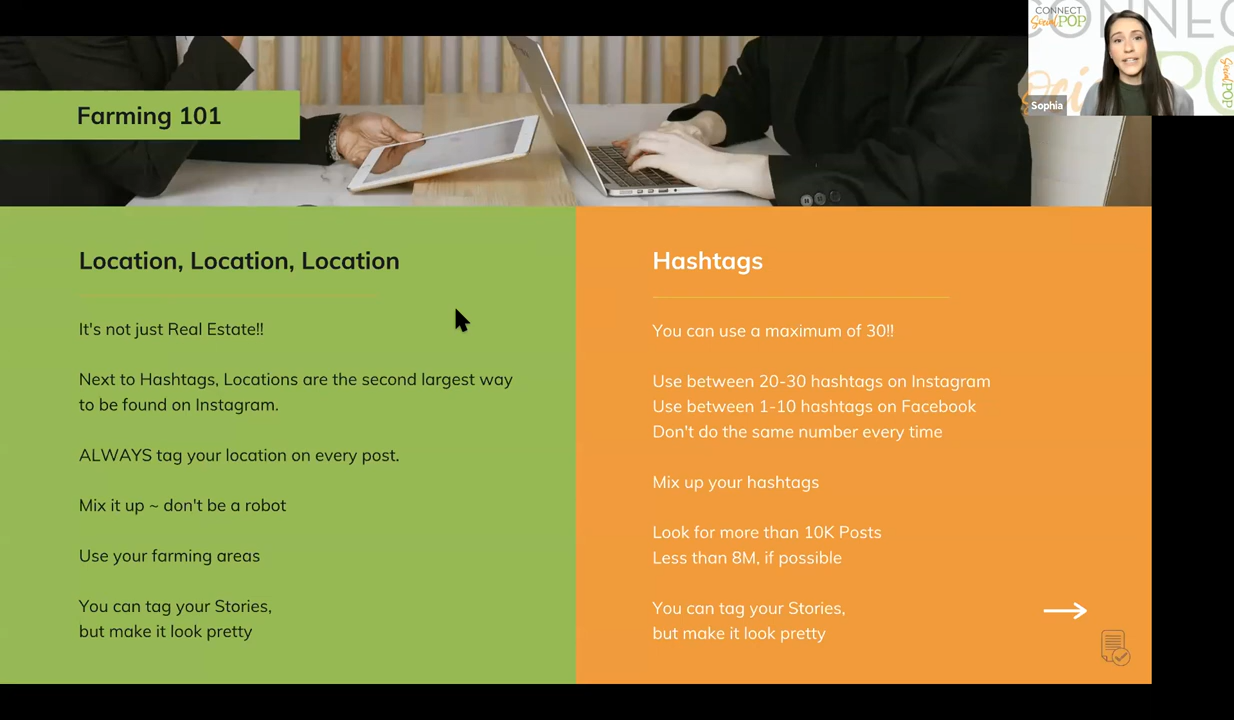 CONNECT
Social POP
Sophia
Farming 101
Location, Location, Location
It's not just Real Estate!!
Next to Hashtags, Locations are the second largest way
to be found on Instagram.
ALWAYS tag your location on every post.
Mix it up ~ don't be a robot
Use your farming areas
You can tag your Stories,
but make it look pretty
Hashtags
You can use a maximum of 30!!
Use between 20-30 hashtags on Instagram
Use between 1-10 hashtags on Facebook
Don't do the same number every time
Mix up your hashtags
Look for more than 10K Posts
Less than 8M, if possible
You can tag your Stories,
but make it look pretty